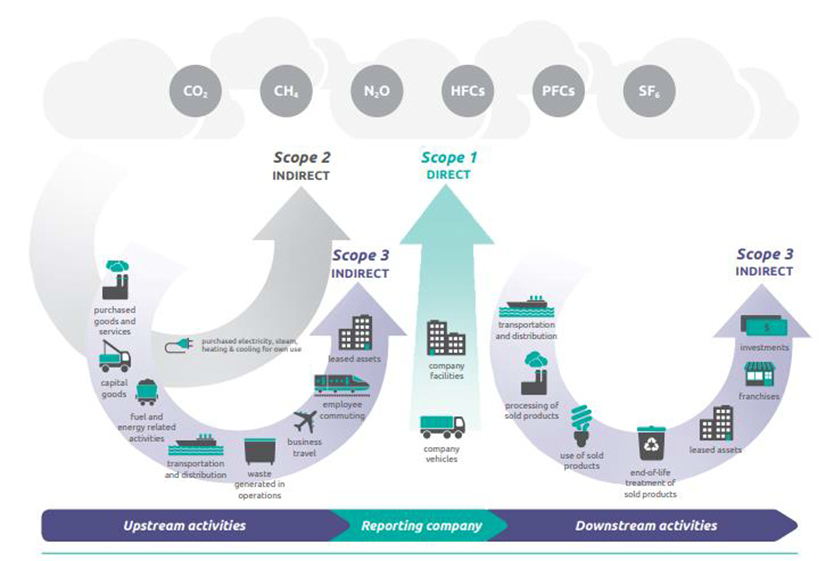 CO₂
CH₄
N₂O
HFCs
PFCs
SF₆
Scope 2
INDIRECT
Scope 1
DIRECT
Scope 3
INDIRECT
Scope 3
INDIRECT
purchased
goods and
services
capital
goods
fuel and
energy related
activities
transportation
and distribution
waste
generated in
operations
business
travel
employee
commuting
leased assets
purchased electricity, steam,
heating & cooling for own use
company
facilities
company
vehicles
transportation
and distribution
processing of
sold products
use of sold
products
end-of-life
treatment of
sold products
leased assets
franchises
$
investments
Upstream activities
Reporting company
Downstream activities